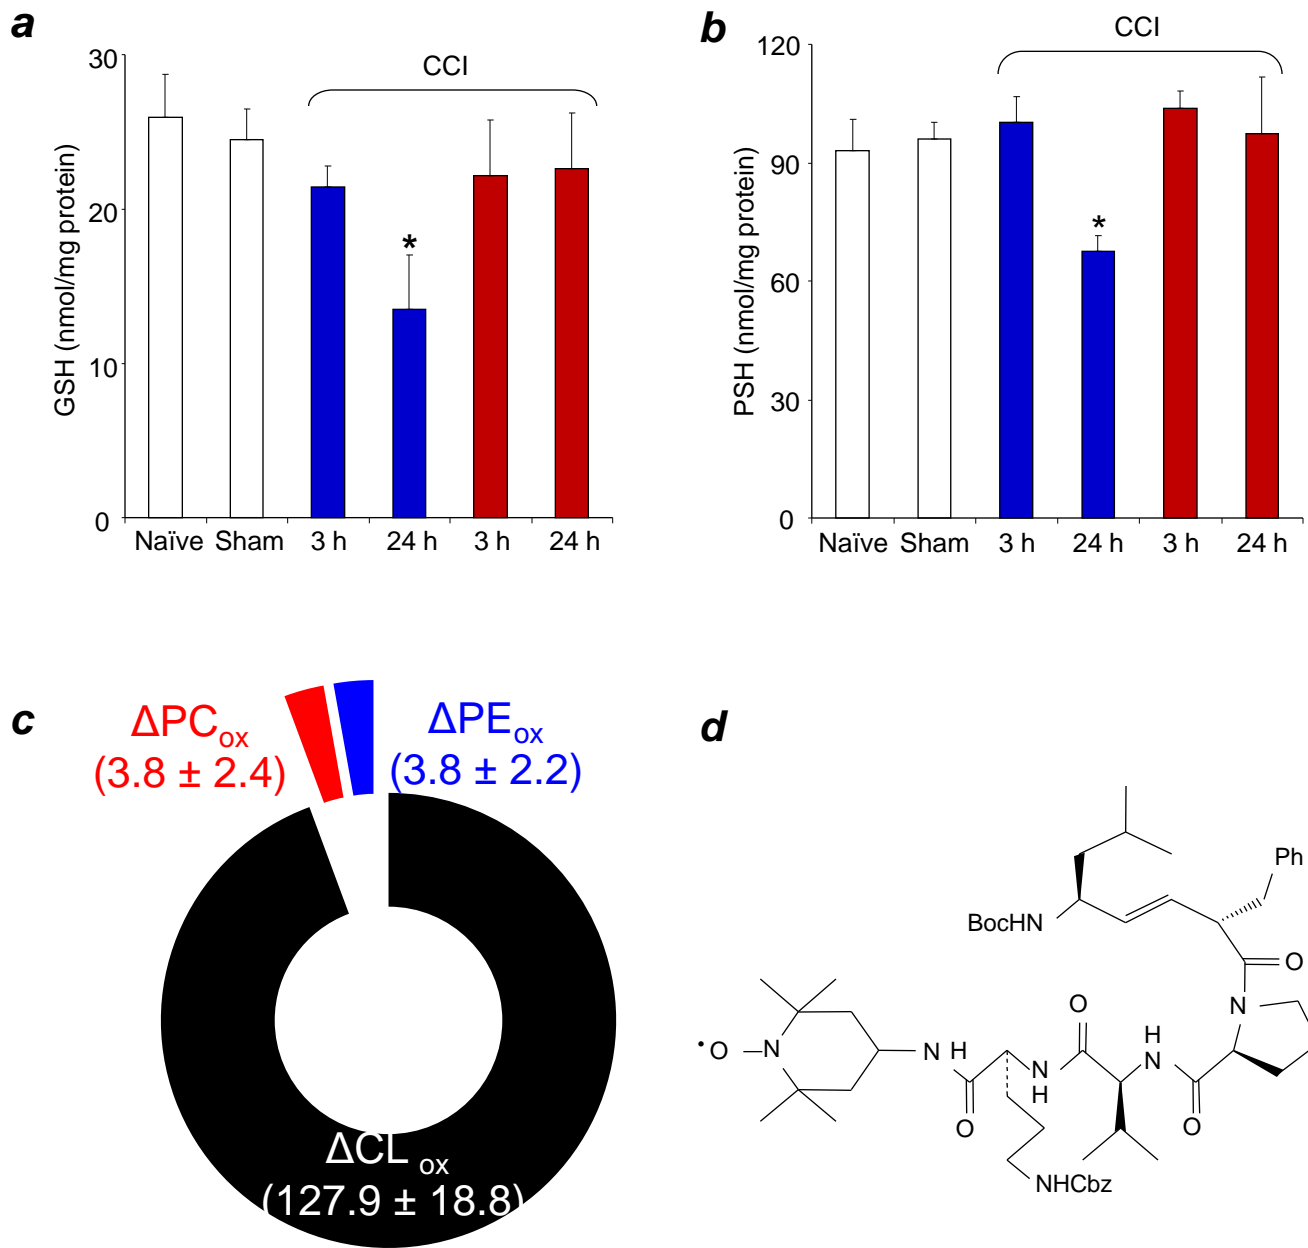 a
CCI
GSH (nmol/mg protein)
30
20
10
0
*
Naïve Sham 3 h 24 h 3 h 24 h
b
CCI
PSH (nmol/mg protein)
120
90
60
30
0
*
Naïve Sham 3 h 24 h 3 h 24 h
c
ΔPCox
(3.8 ± 2.4)
ΔPEox
(3.8 ± 2.2)
ΔCL ox
(127.9 ± 18.8)
d
Ph
BocHN
O
N
O
H
N
O
N
H
O
N H
N
•O
NHCbz